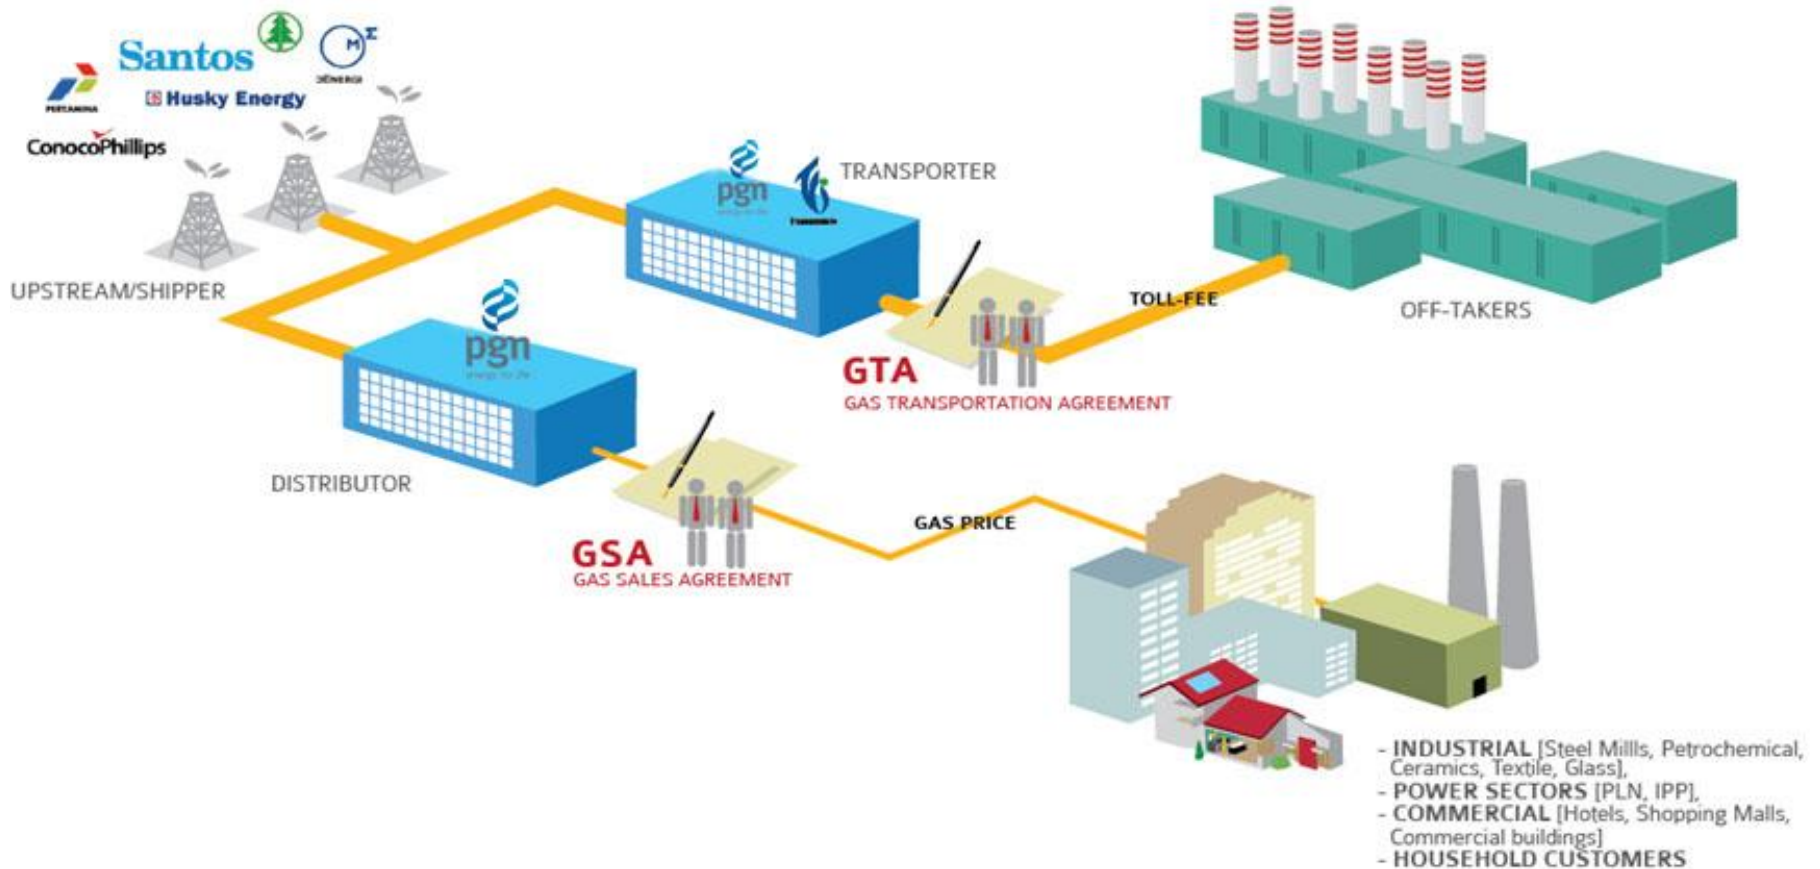 Santos
PERTAMINA
Husky Energy
ConocoPhillips
UPSTREAM/SHIPPER
pgn
TRANSPORTER
TOLL-FEE
OFF-TAKERS
GTA
GAS TRANSPORTATION AGREEMENT
pgn
DISTRIBUTOR
GSA
GAS SALES AGREEMENT
GAS PRICE
- INDUSTRIAL [Steel Millls, Petrochemical,
Ceramics, Textile, Glass],
- POWER SECTORS [PLN, IPP],
- COMMERCIAL [Hotels, Shopping Malls,
Commercial buildings]
- HOUSEHOLD CUSTOMERS